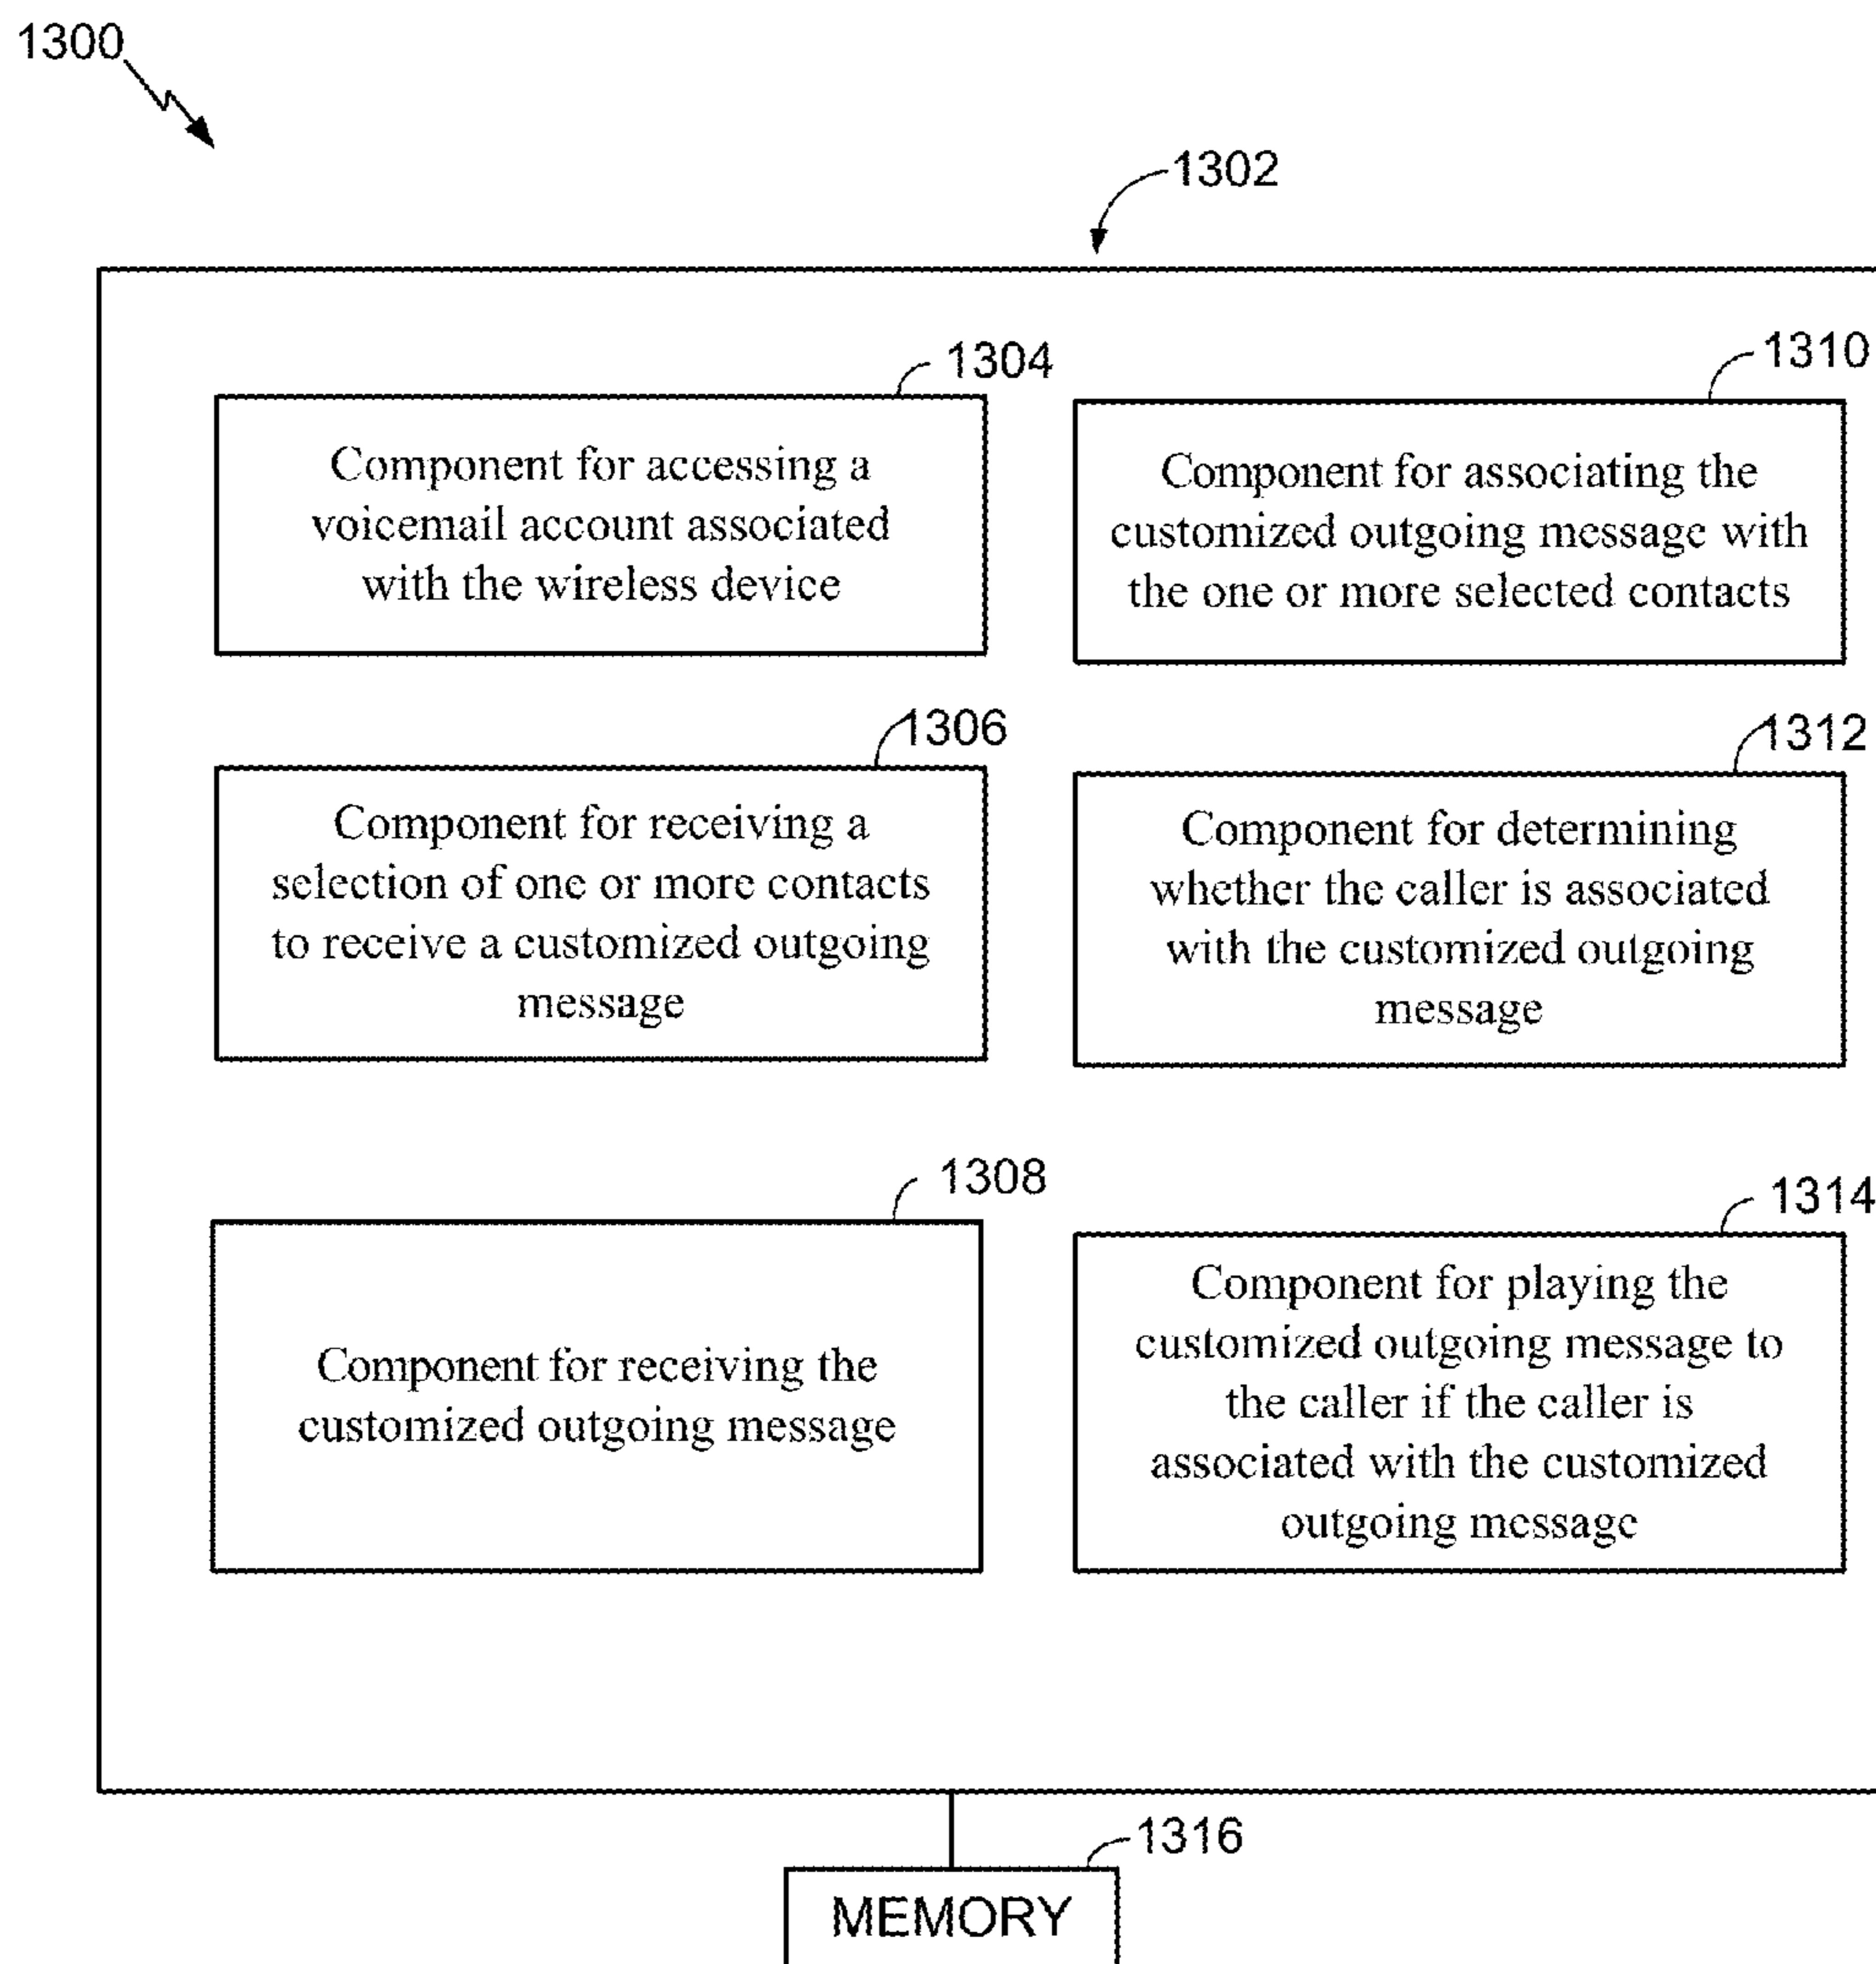 1300
1302
1304
Component for accessing a
voicemail account associated
with the wireless device
1306
Component for receiving a
selection of one or more contacts
to receive a customized outgoing
message
1308
Component for receiving the
customized outgoing message
1310
Component for associating the
customized outgoing message with
the one or more selected contacts
1312
Component for determining
whether the caller is associated
with the customized outgoing
message
1314
Component for playing the
customized outgoing message to
the caller if the caller is
associated with the customized
outgoing message
1316
MEMORY